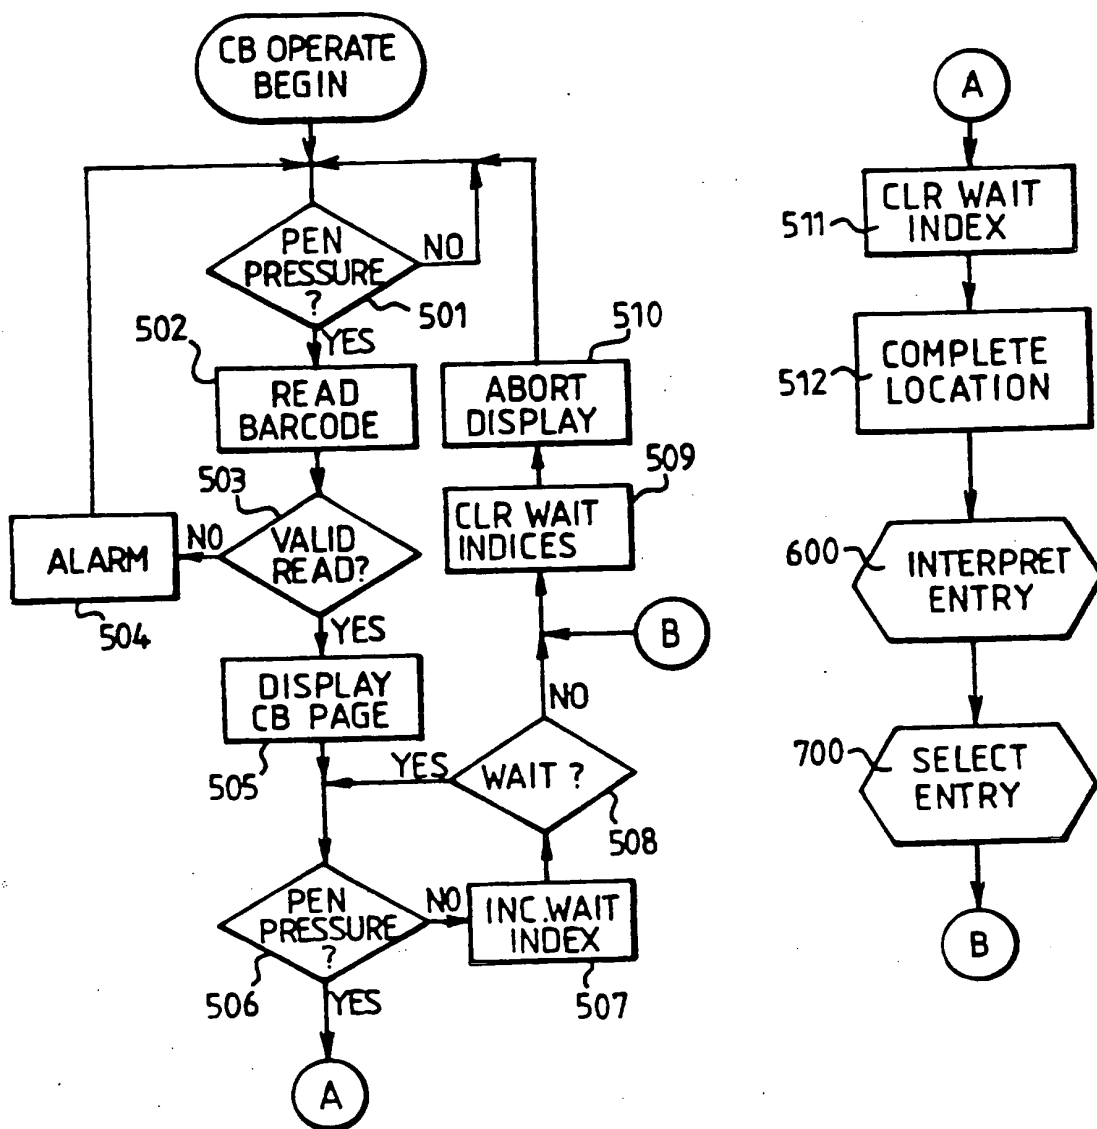 CB OPERATE
BEGIN
PEN
PRESSURE
?
NO
501
YES
502
READ
BARCODE
503
VALID
READ?
NO
ALARM
504
YES
DISPLAY
CB PAGE
505
PEN
PRESSURE
?
506
NO
YES
A
INC.WAIT
INDEX
507
WAIT ?
508
YES
NO
B
CLR WAIT
INDICES
509
ABORT
DISPLAY
510
A
CLR WAIT
INDEX
511
COMPLETE
LOCATION
512
INTERPRET
ENTRY
600
SELECT
ENTRY
700
B